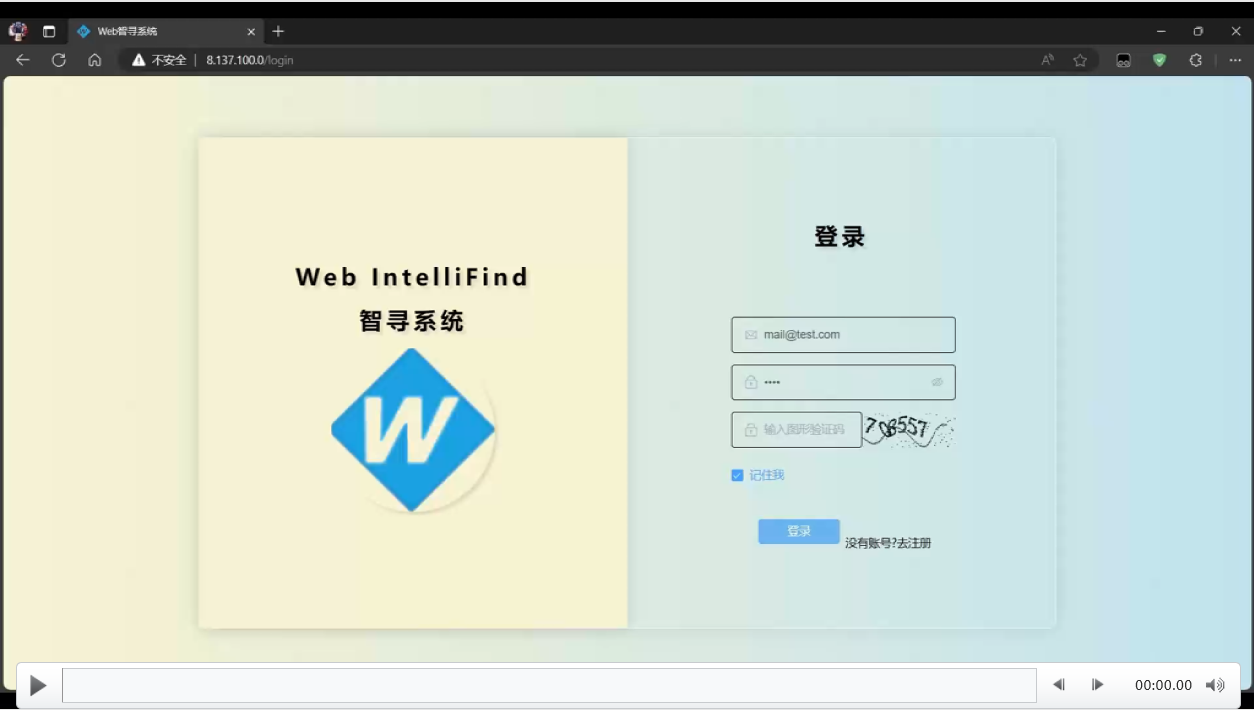 Web智寻系统
不安全 | 8.137.100.0/login
登录
Web IntelliFind
智寻系统
W
mail@test.com
••••
输入图形验证码
708557
记住我
登录
没有账号?去注册
00:00.00